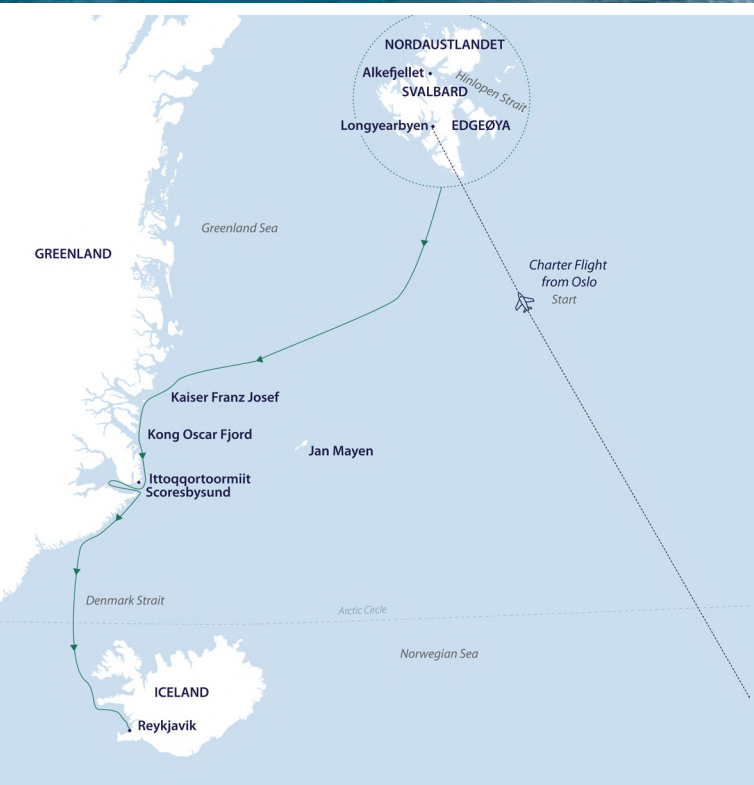 NORDAUSTLANDET
Alkefjellet
Hinlopen Strait
SVALBARD
Longyearbyen
EDGEØYA
Greenland Sea
GREENLAND
Charter Flight
from Oslo
Start
Kaiser Franz Josef
Kong Oscar Fjord
Jan Mayen
Ittoqqortoormiit
Scoresbysund
Denmark Strait
Arctic Circle
Norwegian Sea
ICELAND
Reykjavik